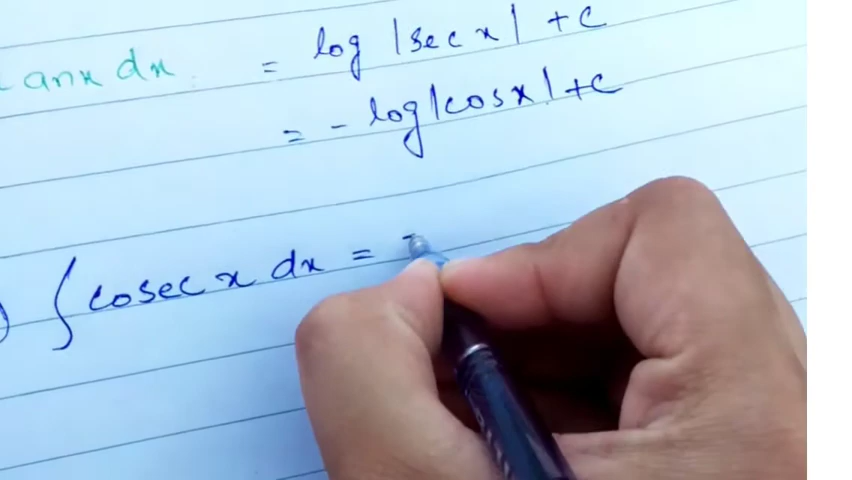 anx dx = log |sec x| + c
= - log |cos x| + c
) ∫ cosec x dx = -